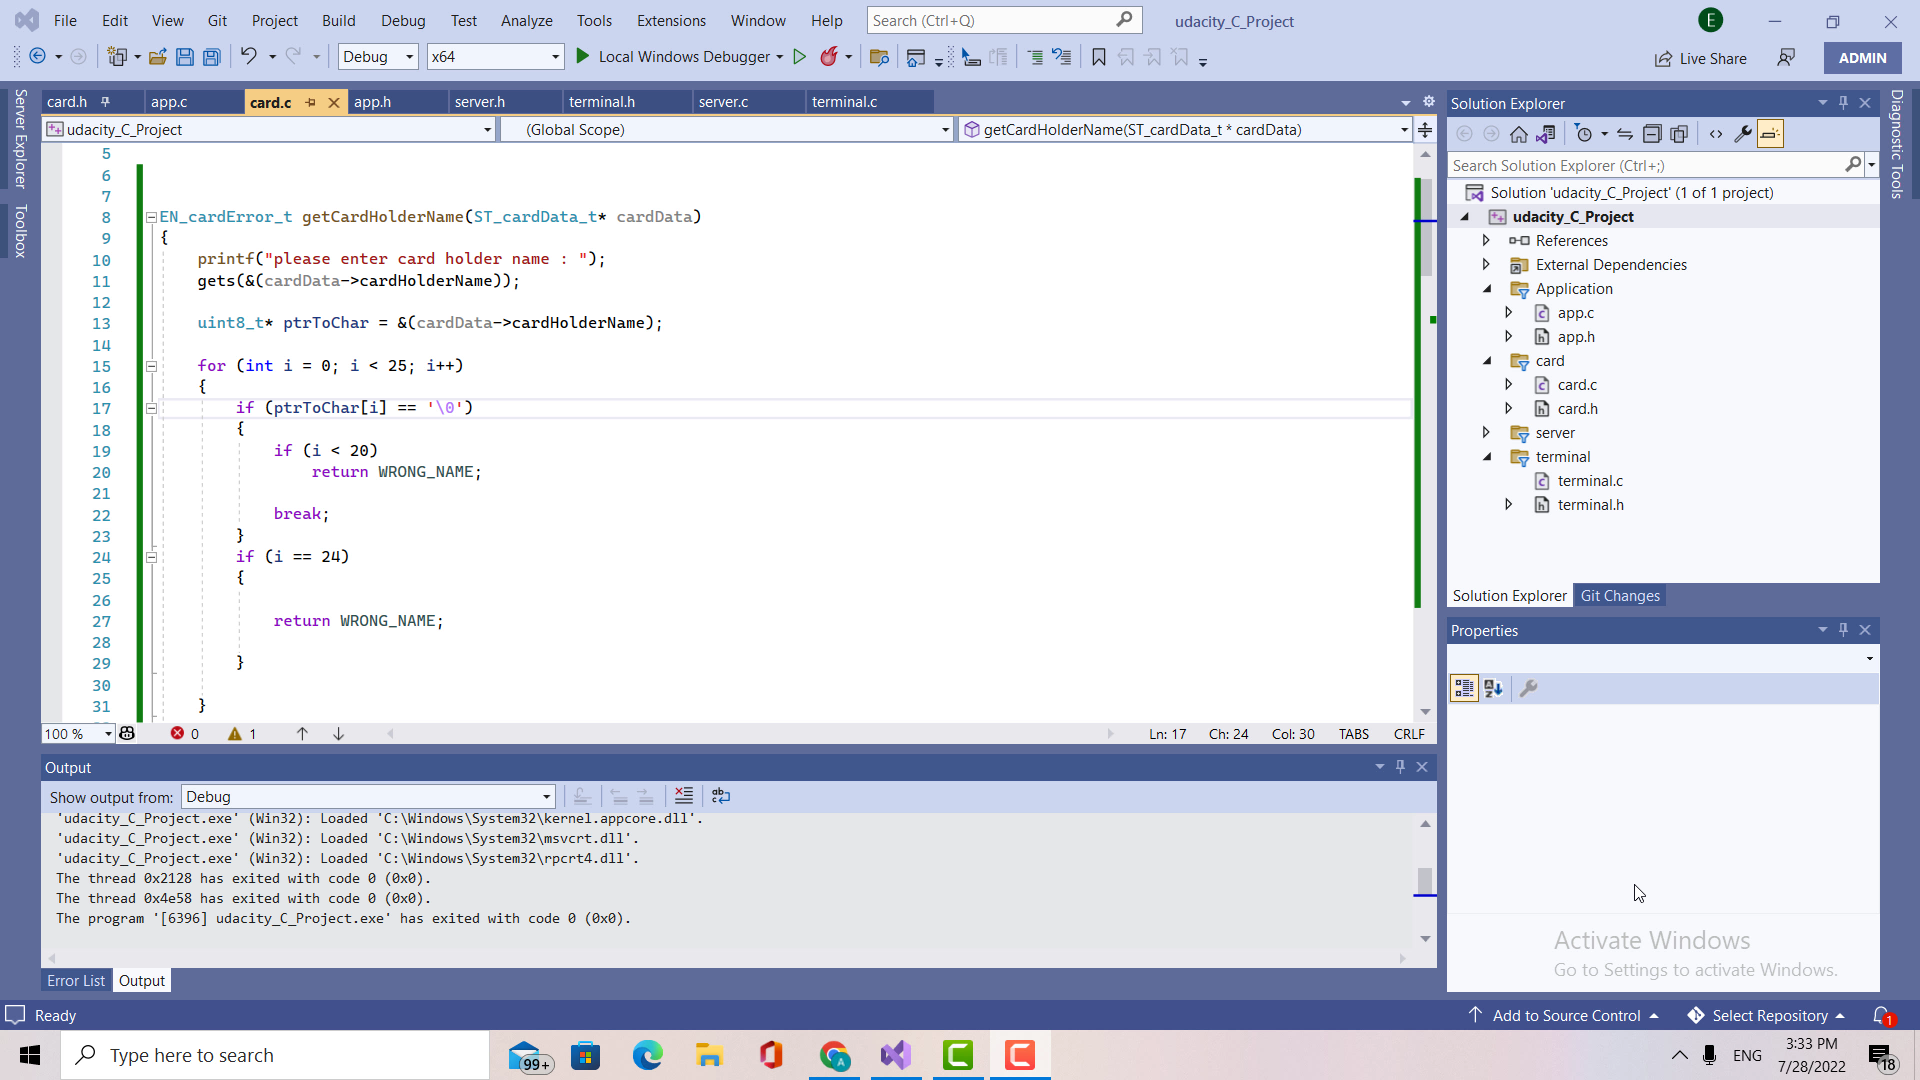 File Edit View Git Project Build Debug Test Analyze Tools Extensions Window Help Search (Ctrl+Q) udacity_C_Project E
Debug x64 Local Windows Debugger Live Share ADMIN
Server Explorer
Toolbox
card.h app.c card.c app.h server.h terminal.h server.c terminal.c
udacity_C_Project (Global Scope) getCardHolderName(ST_cardData_t * cardData)
5
6
7
8 EN_cardError_t getCardHolderName(ST_cardData_t* cardData)
9 {
10 printf("please enter card holder name : ");
11 gets(&(cardData->cardHolderName));
12
13 uint8_t* ptrToChar = &(cardData->cardHolderName);
14
15 for (int i = 0; i < 25; i++)
16 {
17 if (ptrToChar[i] == '\0')
18 {
19 if (i < 20)
20 return WRONG_NAME;
21
22 break;
23 }
24 if (i == 24)
25 {
26
27 return WRONG_NAME;
28
29 }
30
31 }
100 % 0 1 Ln: 17 Ch: 24 Col: 30 TABS CRLF
Output
Show output from: Debug
'udacity_C_Project.exe' (Win32): Loaded 'C:\Windows\System32\kernel.appcore.dll'.
'udacity_C_Project.exe' (Win32): Loaded 'C:\Windows\System32\msvcrt.dll'.
'udacity_C_Project.exe' (Win32): Loaded 'C:\Windows\System32\rpcrt4.dll'.
The thread 0x2128 has exited with code 0 (0x0).
The thread 0x4e58 has exited with code 0 (0x0).
The program '[6396] udacity_C_Project.exe' has exited with code 0 (0x0).
Error List Output
Solution Explorer
Search Solution Explorer (Ctrl+;)
Solution 'udacity_C_Project' (1 of 1 project)
udacity_C_Project
References
External Dependencies
Application
app.c
app.h
card
card.c
card.h
server
terminal
terminal.c
terminal.h
Solution Explorer Git Changes
Properties
Activate Windows
Go to Settings to activate Windows.
Diagnostic Tools
Ready Add to Source Control Select Repository 1
Type here to search 99+ A ENG 3:33 PM
7/28/2022 18